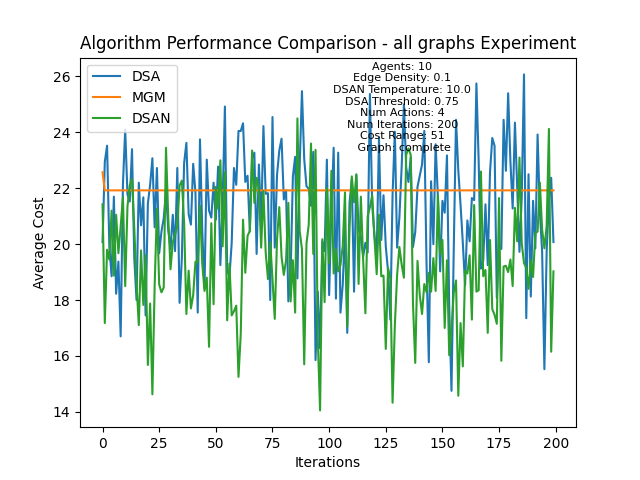 Algorithm Performance Comparison - all graphs Experiment
DSA
MGM
DSAN
Agents: 10
Edge Density: 0.1
DSAN Temperature: 10.0
DSA Threshold: 0.75
Num Actions: 4
Num Iterations: 200
Cost Range: 51
Graph: complete
Average Cost
26
24
22
20
18
16
14
0 25 50 75 100 125 150 175 200
Iterations